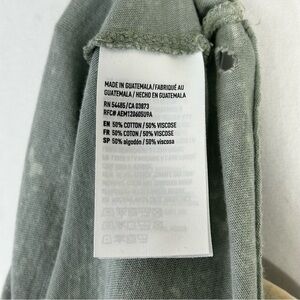 MADE IN GUATEMALA/FABRIQUÉ AU
GUATEMALA / HECHO EN GUATEMALA
RN 54485/CA 03873
RFC# AEM120605U9A
EN 50% COTTON / 50% VISCOSE
FR 50% COTON / 50% VISCOSE
SP 50% algodón / 50% viscosa